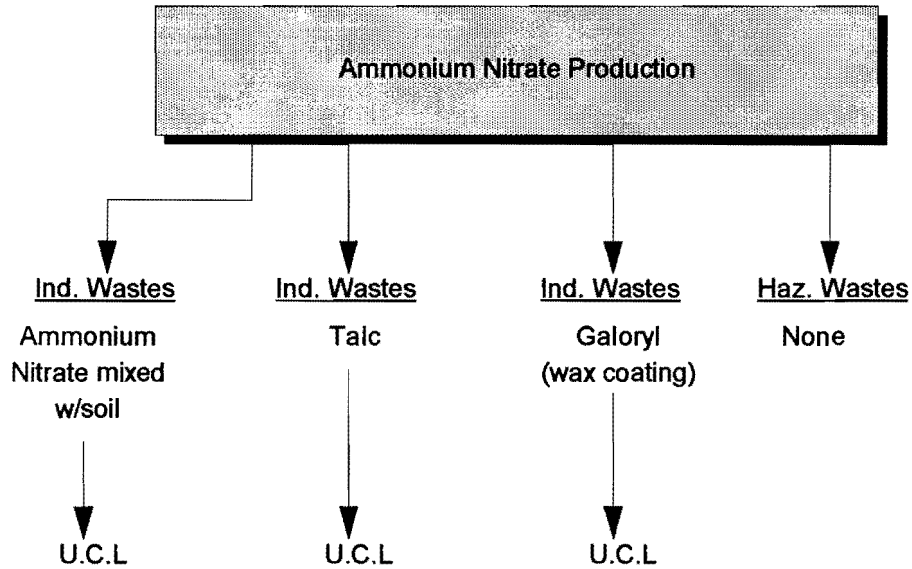 Ammonium Nitrate Production
Ind. Wastes
Ammonium
Nitrate mixed
w/soil
U.C.L
Ind. Wastes
Talc
U.C.L
Ind. Wastes
Galoryl
(wax coating)
U.C.L
Haz. Wastes
None